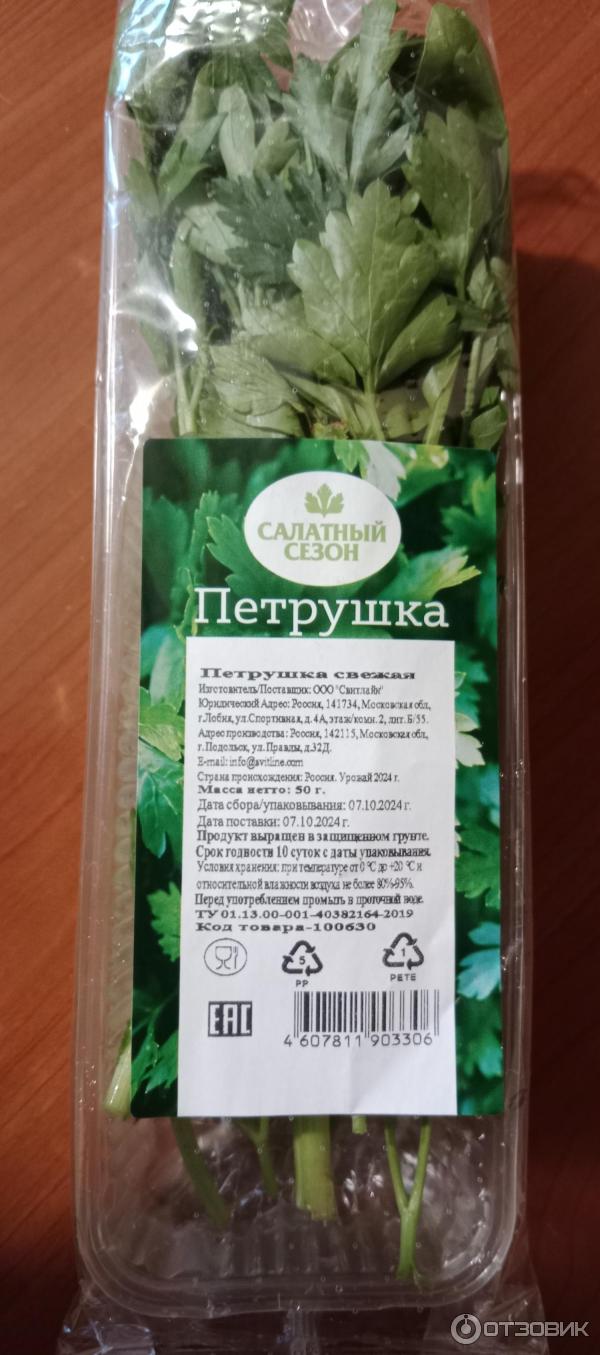 САЛАТНЫЙ
СЕЗОН
Петрушка
Петрушка свежая
Изготовитель/Поставщик: ООО "Свитлайн"
Юридический Адрес: Россия, 141734, Московская обл,
г.Лобня, ул.Спортивная, д.4А, этаж/комн. 2, лит. Б/55.
Адрес производства: Россия, 142115, Московская обл,
г. Подольск, ул. Правды, д.32Д.
E-mail: info@svitline.com
Страна происхождения: Россия. Урожай 2024 г.
Масса нетто: 50 г.
Дата сбора/упаковывания: 07.10.2024 г.
Дата поставки: 07.10.2024 г.
Продукт выращен в защищенном грунте.
Срок годности 10 суток с даты упаковывания.
Условия хранения: при температуре от 0 °C до +20 °C и
относительной влажности воздуха не более 80%-95%.
Перед употреблением промыть в проточной воде.
ТУ 01.13.00-001-40382164-2019
Код товара-100630
5 1
PP PETE
EAC
4 607811 903306
ОТЗОВИК